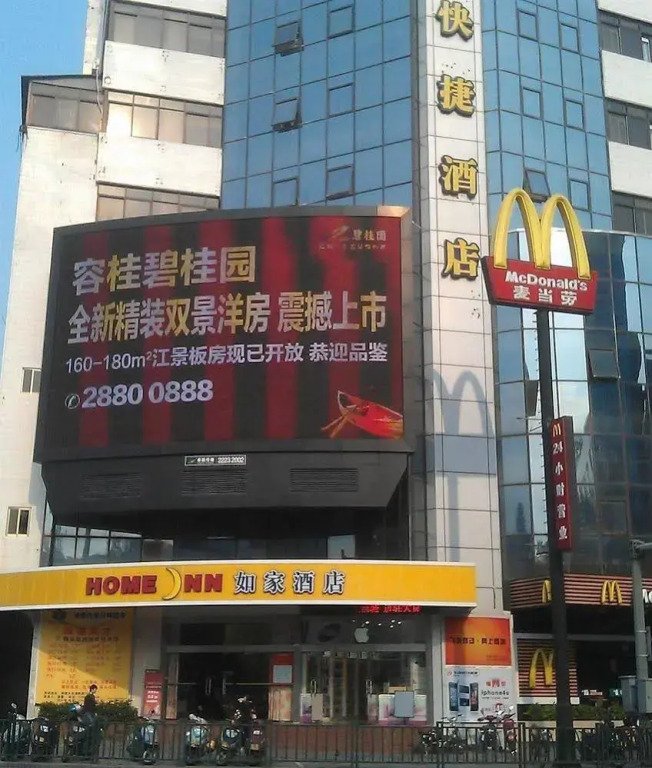 快捷酒店
碧桂园
容桂碧桂园
全新精装双景洋房 震撼上市
160-180m²江景板房现已开放 恭迎品鉴
2880 0888
2223 2002
McDonald's
麦当劳
24小时营业
HOME INN 如家酒店
iphone4u